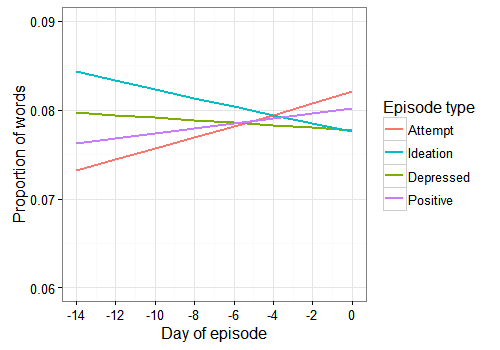 0.09
0.08
0.07
0.06
Proportion of words
-14 -12 -10 -8 -6 -4 -2 0
Day of episode
Episode type
Attempt
Ideation
Depressed
Positive